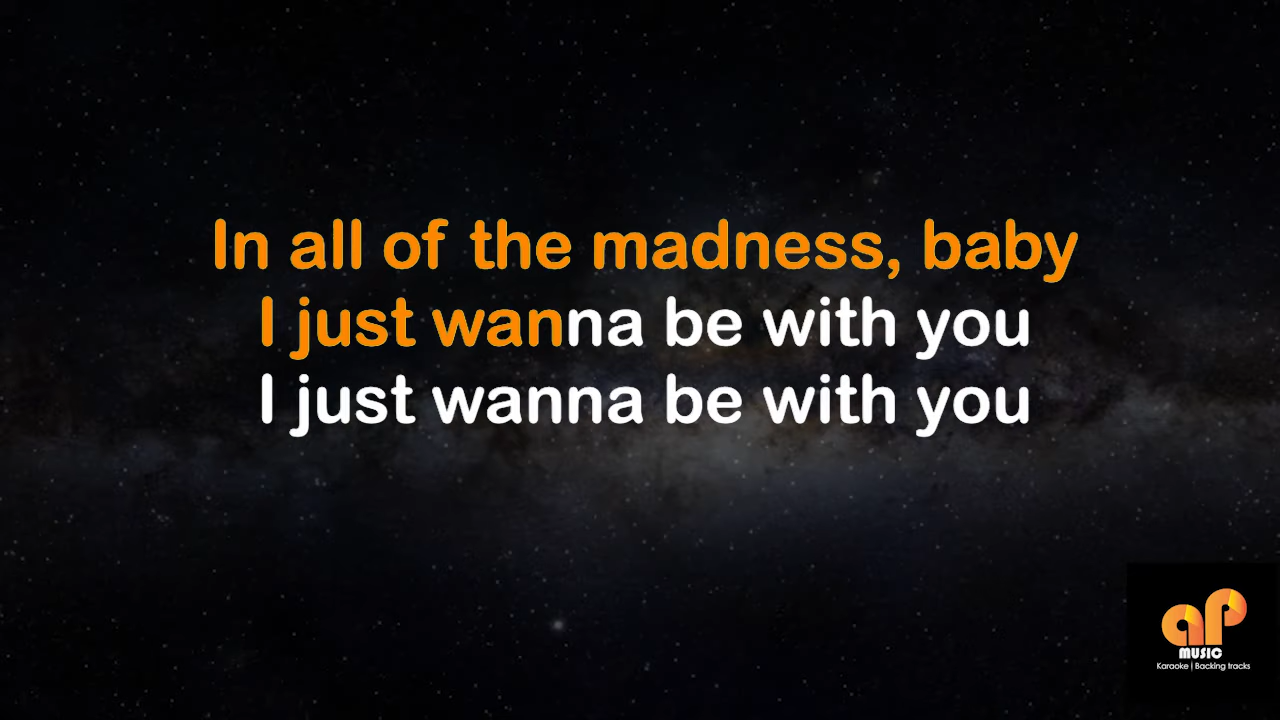 In all of the madness, baby
I just wanna be with you
I just wanna be with you
ap
MUSIC
Karaoke | Backing tracks